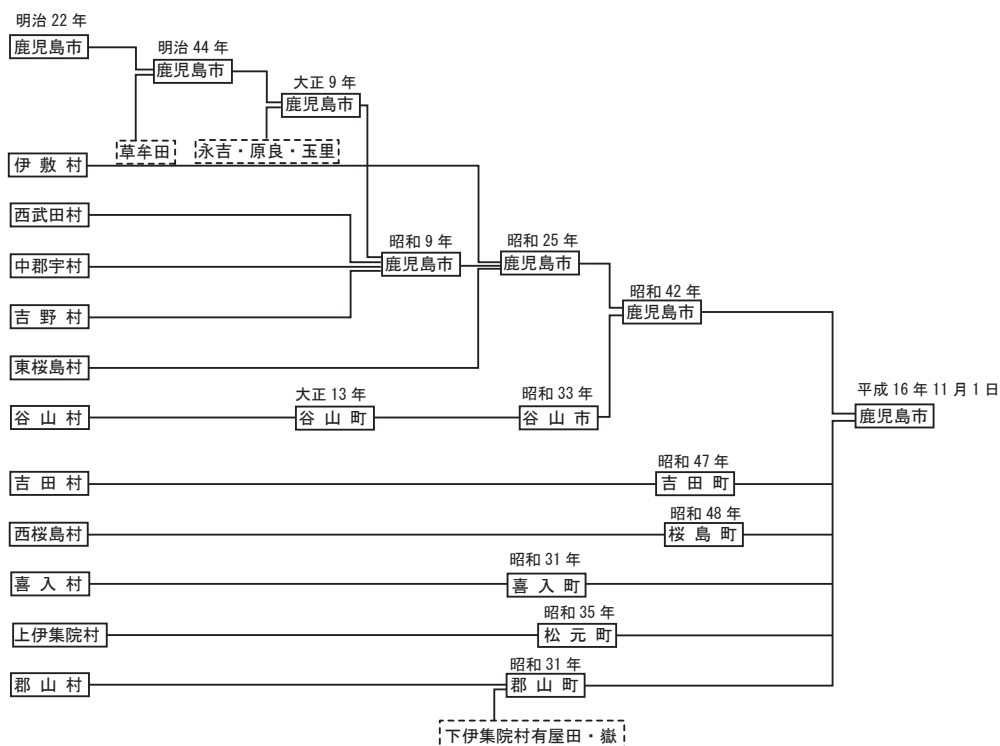 明治 22 年
鹿児島市
明治 44 年
鹿児島市
大正 9 年
鹿児島市
草牟田
永吉・原良・玉里
伊 敷 村
西武田村
昭和 9 年
鹿児島市
昭和 25 年
鹿児島市
中郡宇村
昭和 42 年
鹿児島市
吉 野 村
東桜島村
谷 山 村
大正 13 年
谷 山 町
昭和 33 年
谷 山 市
平成 16 年 11 月 1 日
鹿児島市
吉 田 村
昭和 47 年
吉 田 町
西桜島村
昭和 48 年
桜 島 町
喜 入 村
昭和 31 年
喜 入 町
上伊集院村
昭和 35 年
松 元 町
郡 山 村
昭和 31 年
郡 山 町
下伊集院村有屋田・嶽